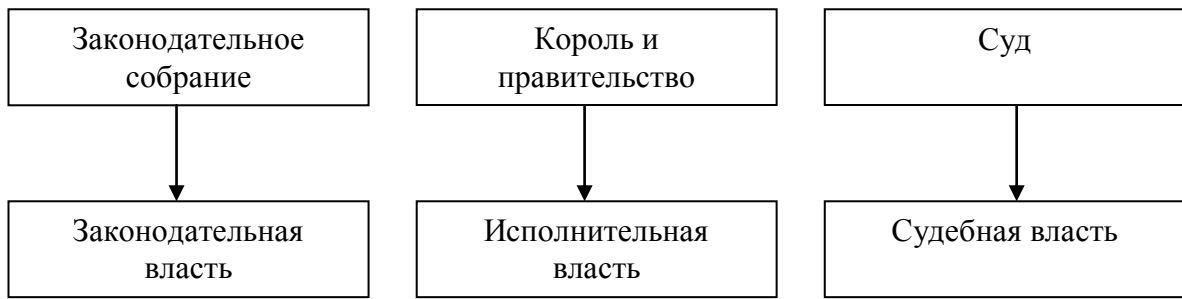 Законодательное
собрание
Король и
правительство
Суд
Законодательная
власть
Исполнительная
власть
Судебная власть